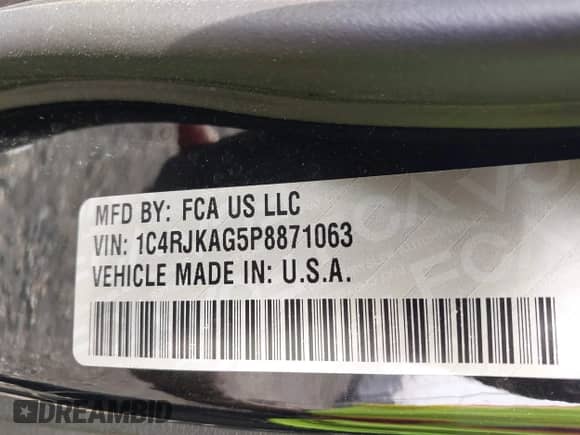 MFD BY: FCA US LLC
VIN: 1C4RJKAG5P8871063
VEHICLE MADE IN: U.S.A.
DREAMBID